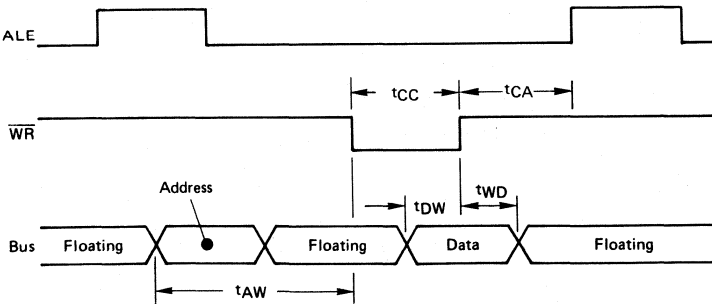 ALE
tCC
tCA
WR
Address
tDW
tWD
Bus
Floating
Floating
Data
Floating
tAW